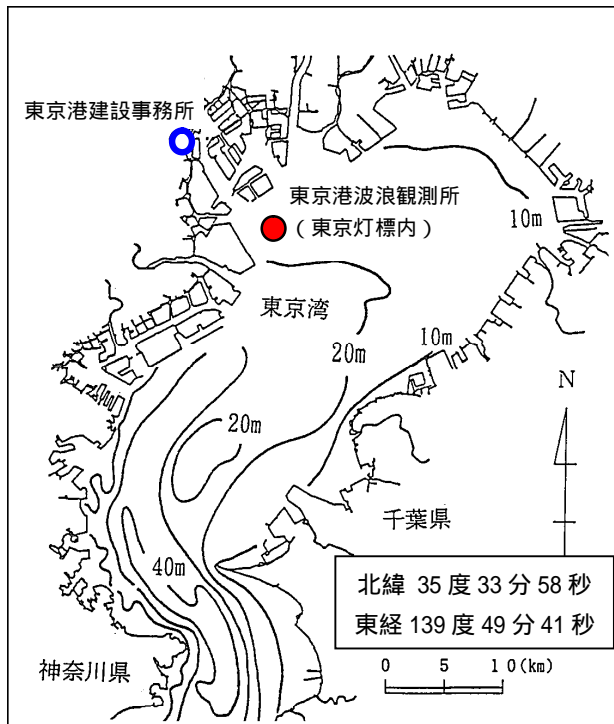 東京港建設事務所
東京港波浪観測所
（東京灯標内）
10m
東京湾
20m
10m
N
20m
千葉県
40m
北緯 35 度 33 分 58 秒
東経 139 度 49 分 41 秒
神奈川県
0 5 10(km)